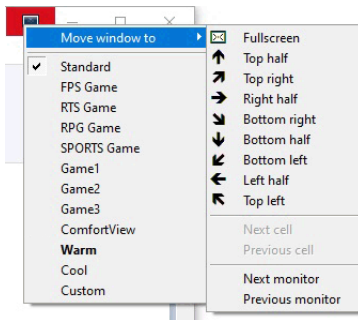 Move window to
Standard
FPS Game
RTS Game
RPG Game
SPORTS Game
Game1
Game2
Game3
ComfortView
Warm
Cool
Custom
Fullscreen
Top half
Top right
Right half
Bottom right
Bottom half
Bottom left
Left half
Top left
Next cell
Previous cell
Next monitor
Previous monitor